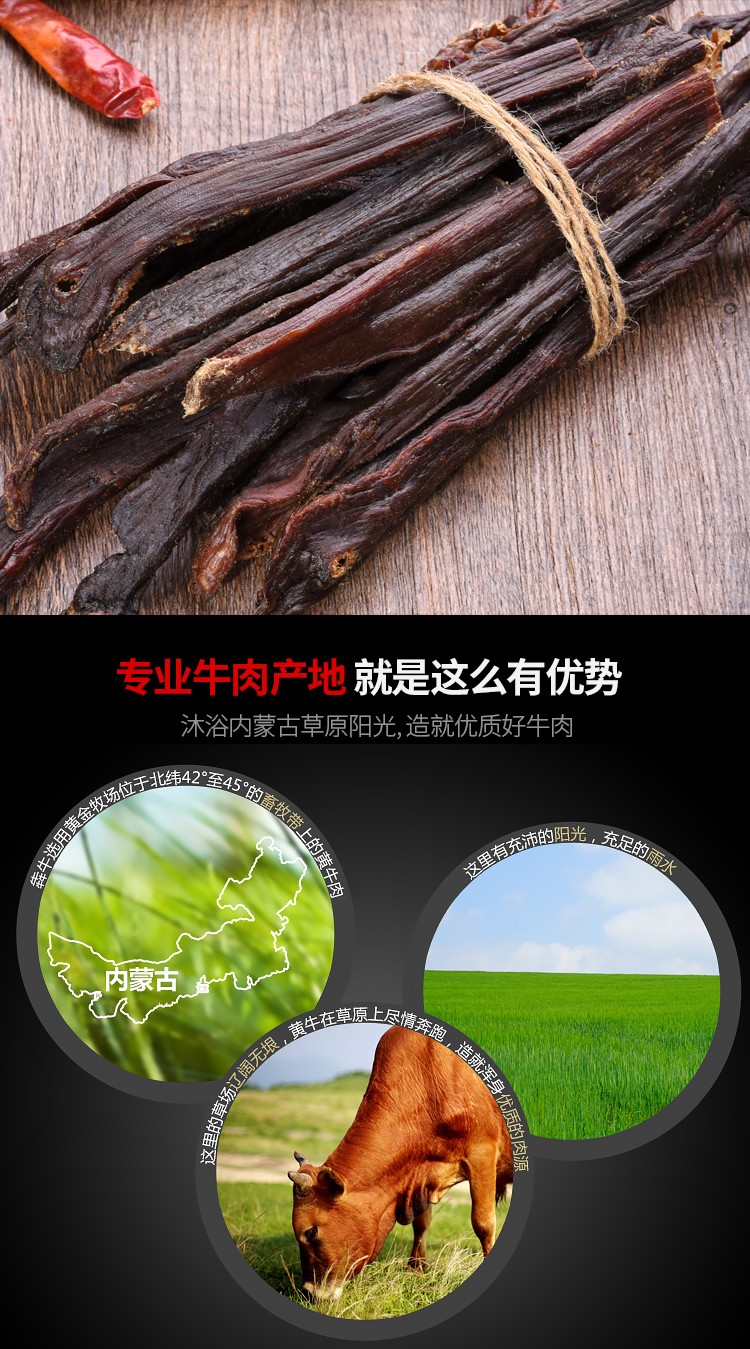 专业牛肉产地 就是这么有优势
沐浴内蒙古草原阳光,造就优质好牛肉
犇牛选用黄金牧场位于北纬42°至45°的畜牧带上的黄牛肉
内蒙古
这里有充沛的阳光，充足的雨水
这里的草场辽阔无垠，黄牛在草原上尽情奔跑，造就浑身优质的肉源